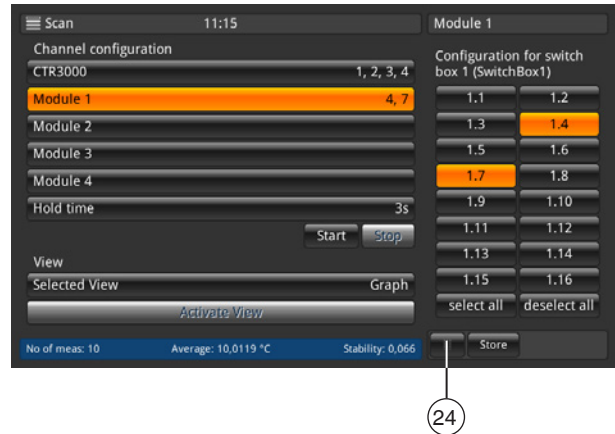 Scan 11:15
Channel configuration
CTR3000 1, 2, 3, 4
Module 1 4, 7
Module 2
Module 3
Module 4
Hold time 3s
Start Stop
View
Selected View Graph
Activate View
No of meas: 10 Average: 10,0119 °C Stability: 0,066
Module 1
Configuration for switch
box 1 (SwitchBox1)
1.1 1.2
1.3 1.4
1.5 1.6
1.7 1.8
1.9 1.10
1.11 1.12
1.13 1.14
1.15 1.16
select all deselect all
Store
24